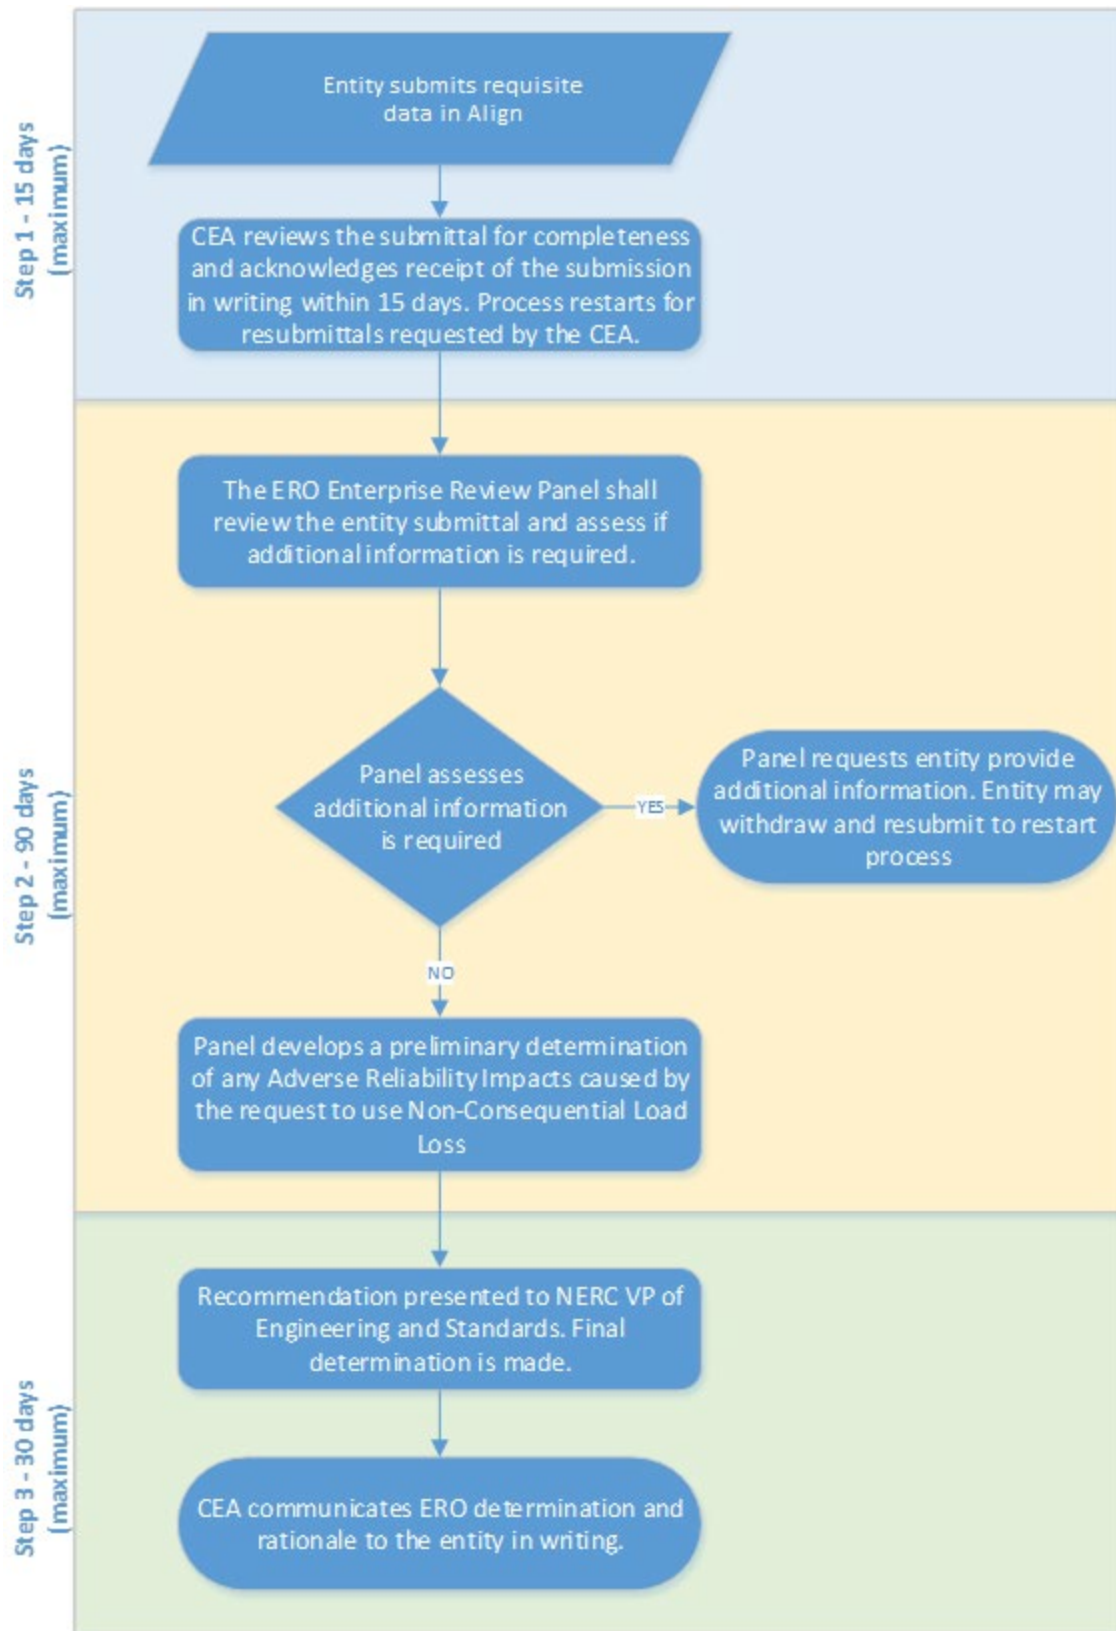 Step 1 - 15 days
(maximum)
Entity submits requisite
data in Align
CEA reviews the submittal for completeness
and acknowledges receipt of the submission
in writing within 15 days. Process restarts for
resubmittals requested by the CEA.
Step 2 - 90 days
(maximum)
The ERO Enterprise Review Panel shall
review the entity submittal and assess if
additional information is required.
Panel assesses
additional information
is required
YES
Panel requests entity provide
additional information. Entity may
withdraw and resubmit to restart
process
NO
Panel develops a preliminary determination
of any Adverse Reliability Impacts caused by
the request to use Non-Consequential Load
Loss
Step 3 - 30 days
(maximum)
Recommendation presented to NERC VP of
Engineering and Standards. Final
determination is made.
CEA communicates ERO determination and
rationale to the entity in writing.